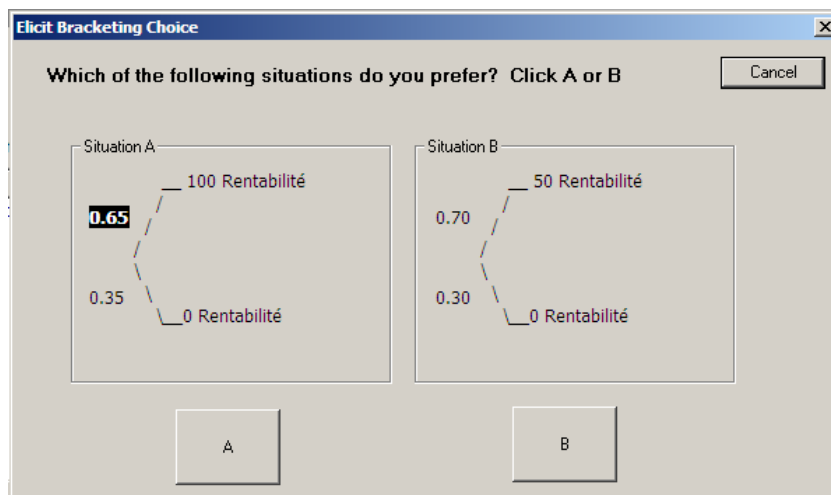 Elicit Bracketing Choice
Which of the following situations do you prefer? Click A or B
Cancel
Situation A
100 Rentabilité
0.65
0.35
0 Rentabilité
Situation B
50 Rentabilité
0.70
0.30
0 Rentabilité
A
B